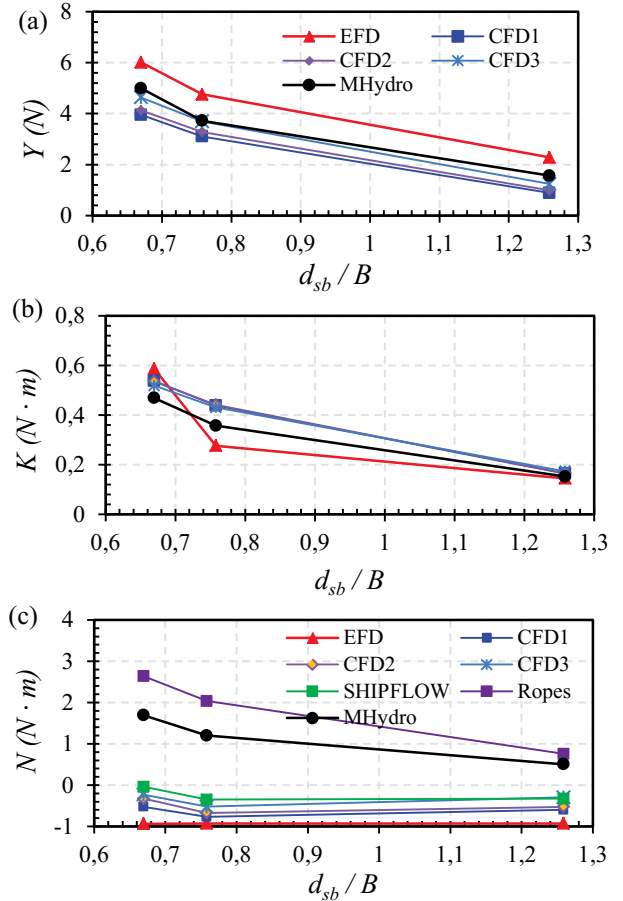 (a)
8
6
4
2
0
Y (N)
EFD
CFD1
CFD2
CFD3
MHydro
0,6 0,7 0,8 0,9 1 1,1 1,2 1,3
d_sb / B
(b)
0,8
0,6
0,4
0,2
0
K (N · m)
0,6 0,7 0,8 0,9 1 1,1 1,2 1,3
d_sb / B
(c)
4
3
2
1
0
-1
N (N · m)
EFD
CFD1
CFD2
CFD3
SHIPFLOW
Ropes
MHydro
0,6 0,7 0,8 0,9 1 1,1 1,2 1,3
d_sb / B